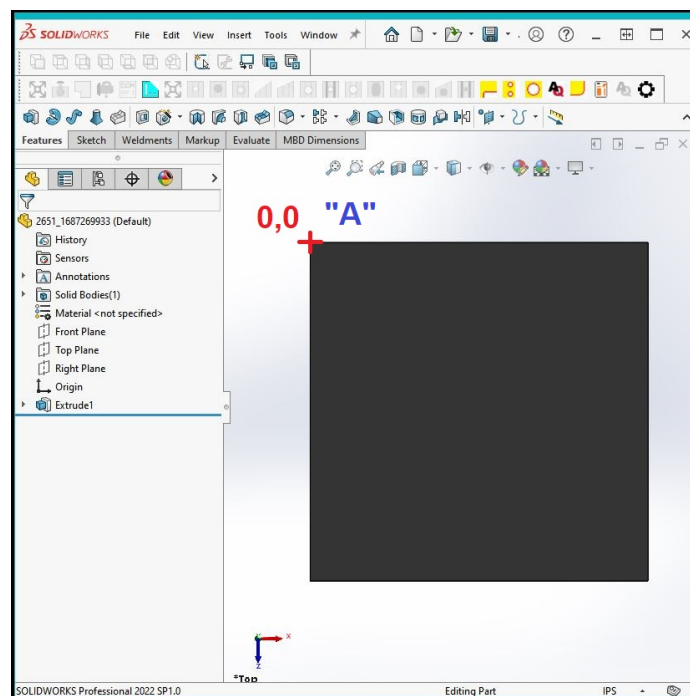 SOLIDWORKS File Edit View Insert Tools Window
Features Sketch Weldments Markup Evaluate MBD Dimensions
2651_1687269933 (Default)
History
Sensors
Annotations
Solid Bodies(1)
Material <not specified>
Front Plane
Top Plane
Right Plane
Origin
Extrude1
0,0 "A"
Y X
Z
*Top
SOLIDWORKS Professional 2022 SP1.0 Editing Part IPS